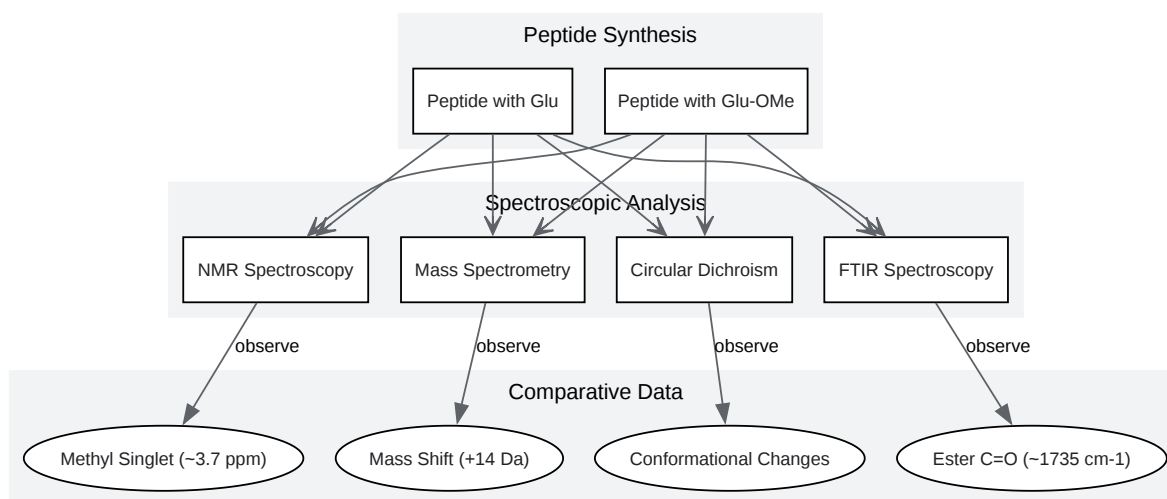 Peptide Synthesis
Peptide with Glu
Peptide with Glu-OMe
Spectroscopic Analysis
NMR Spectroscopy
Mass Spectrometry
Circular Dichroism
FTIR Spectroscopy
observe
observe
observe
observe
Comparative Data
Methyl Singlet (~3.7 ppm)
Mass Shift (+14 Da)
Conformational Changes
Ester C=O (~1735 cm-1)